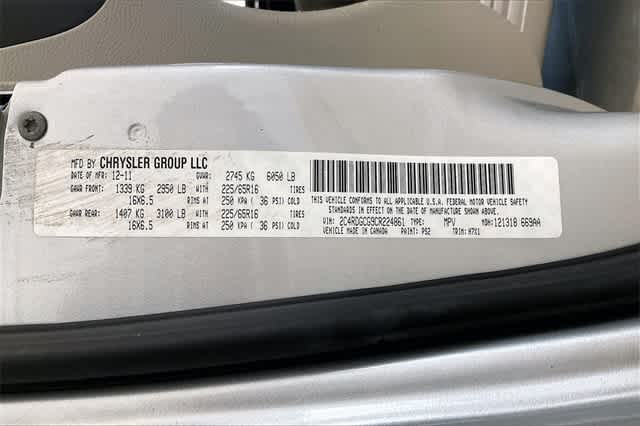 MFD BY CHRYSLER GROUP LLC
DATE OF MFR: 12-11 GVWR: 2745 KG 6050 LB
GAWR FRONT: 1339 KG 2950 LB WITH 225/65R16 TIRES
16X6.5 RIMS AT 250 KPA ( 36 PSI) COLD
GAWR REAR: 1407 KG 3100 LB WITH 225/65R16 TIRES
16X6.5 RIMS AT 250 KPA ( 36 PSI) COLD
THIS VEHICLE CONFORMS TO ALL APPLICABLE U.S.A. FEDERAL MOTOR VEHICLE SAFETY
STANDARDS IN EFFECT ON THE DATE OF MANUFACTURE SHOWN ABOVE.
VIN: 2C4RDGCG9CR224861 TYPE: MPV MDH: 121318 669AA
VEHICLE MADE IN CANADA PAINT: PS2 TRIM: H7X1